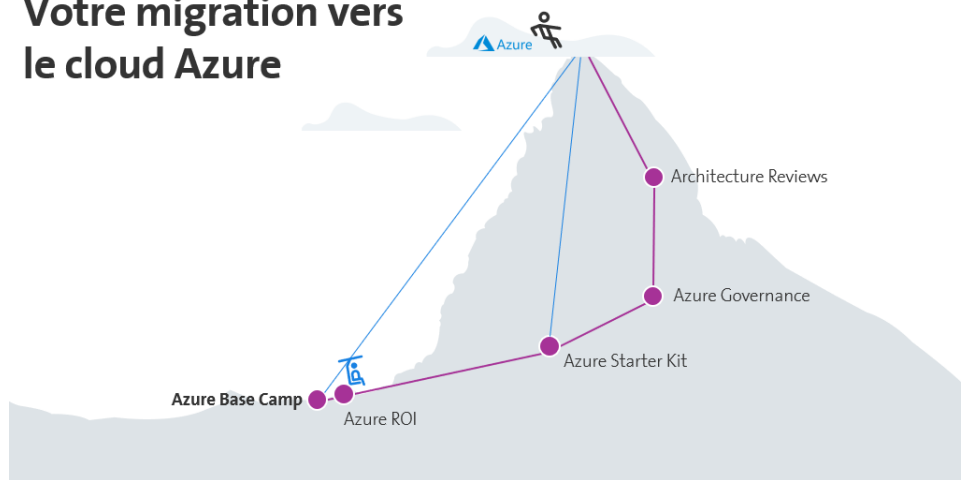 Votre migration vers
le cloud Azure
Azure
Architecture Reviews
Azure Governance
Azure Starter Kit
Azure Base Camp
Azure ROI